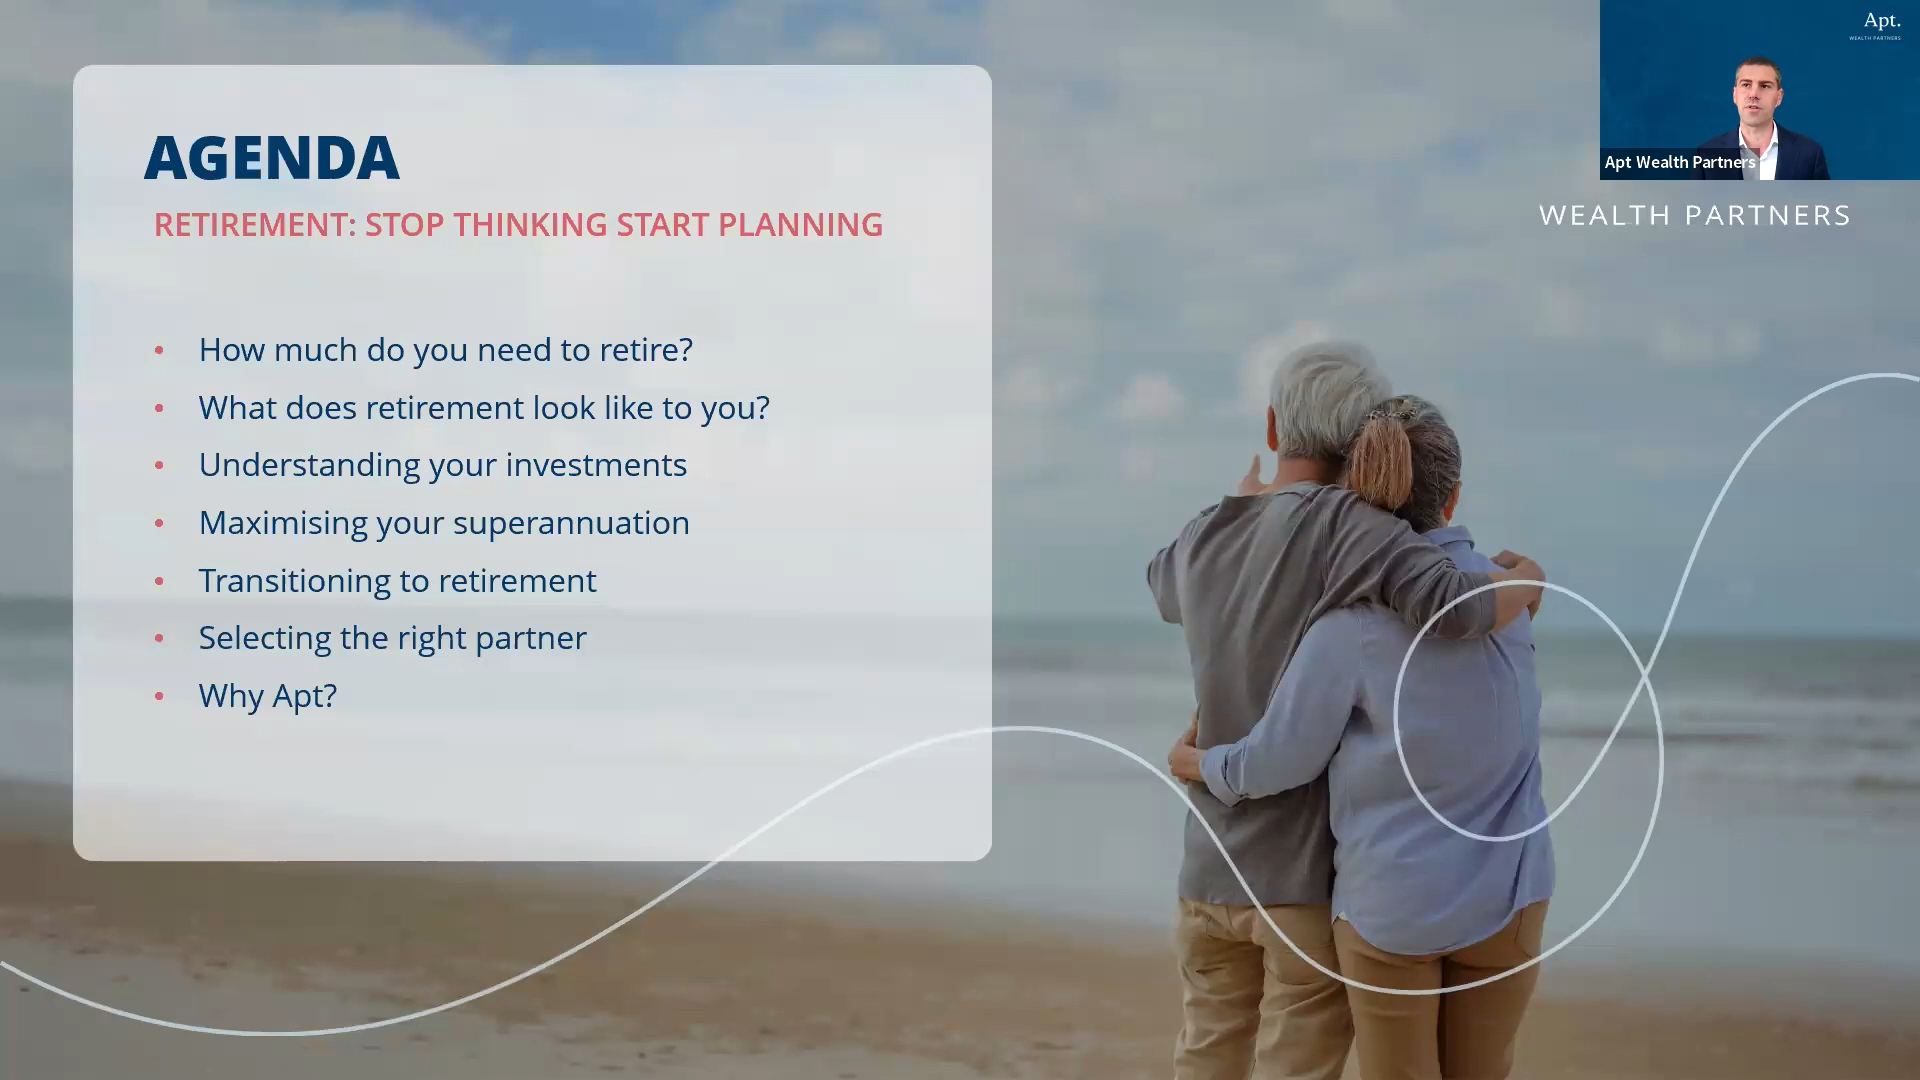 AGENDA
RETIREMENT: STOP THINKING START PLANNING
How much do you need to retire?
What does retirement look like to you?
Understanding your investments
Maximising your superannuation
Transitioning to retirement
Selecting the right partner
Why Apt?
Apt.
WEALTH PARTNERS
Apt Wealth Partners
WEALTH PARTNERS